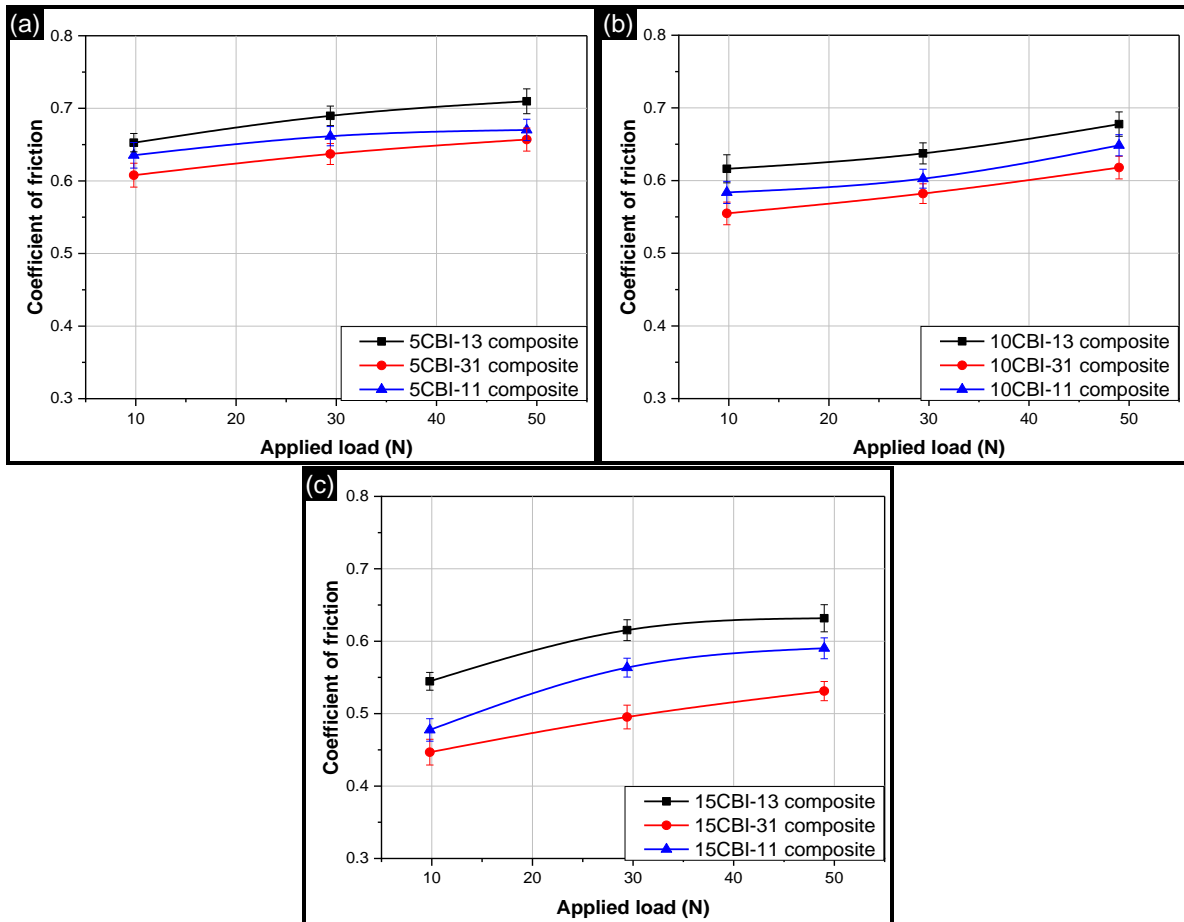 (a)
0.8
0.7
0.6
0.5
0.4
0.3
Coefficient of friction
10 20 30 40 50
Applied load (N)
5CBI-13 composite
5CBI-31 composite
5CBI-11 composite
(b)
0.8
0.7
0.6
0.5
0.4
0.3
Coefficient of friction
10 20 30 40 50
Applied load (N)
10CBI-13 composite
10CBI-31 composite
10CBI-11 composite
(c)
0.8
0.7
0.6
0.5
0.4
0.3
Coefficient of friction
10 20 30 40 50
Applied load (N)
15CBI-13 composite
15CBI-31 composite
15CBI-11 composite